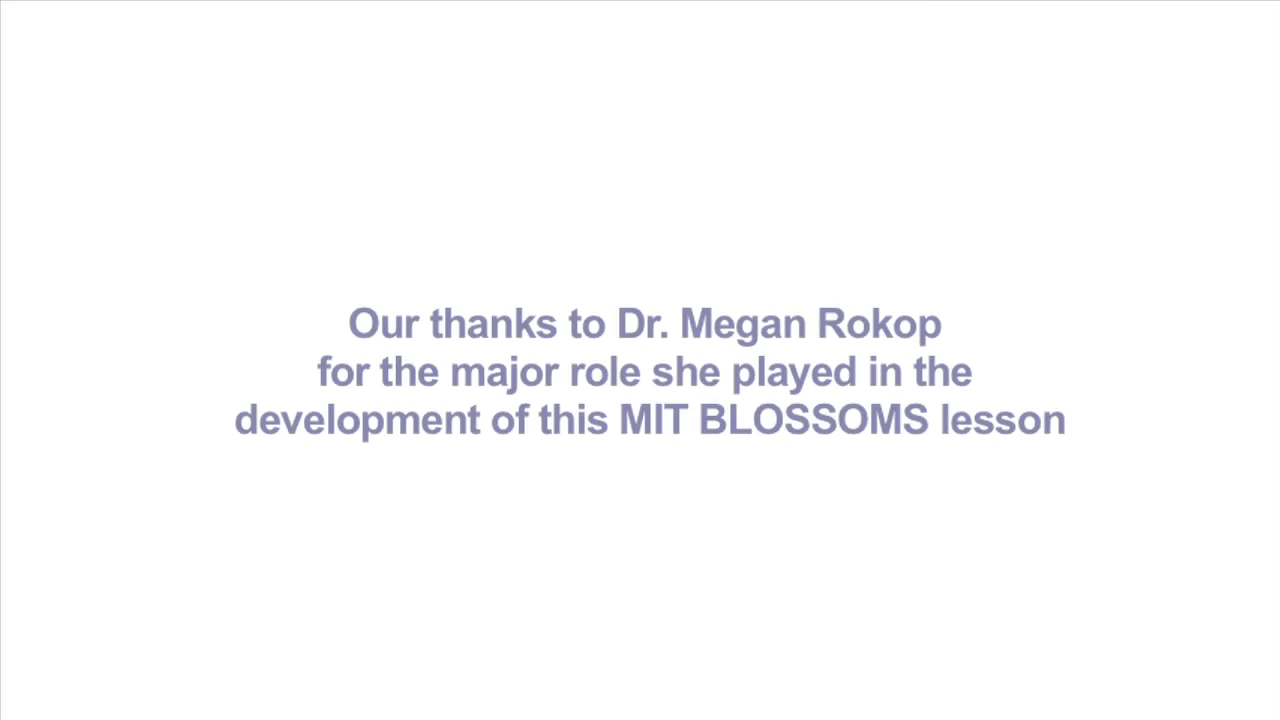 Our thanks to Dr. Megan Rokop
for the major role she played in the
development of this MIT BLOSSOMS lesson